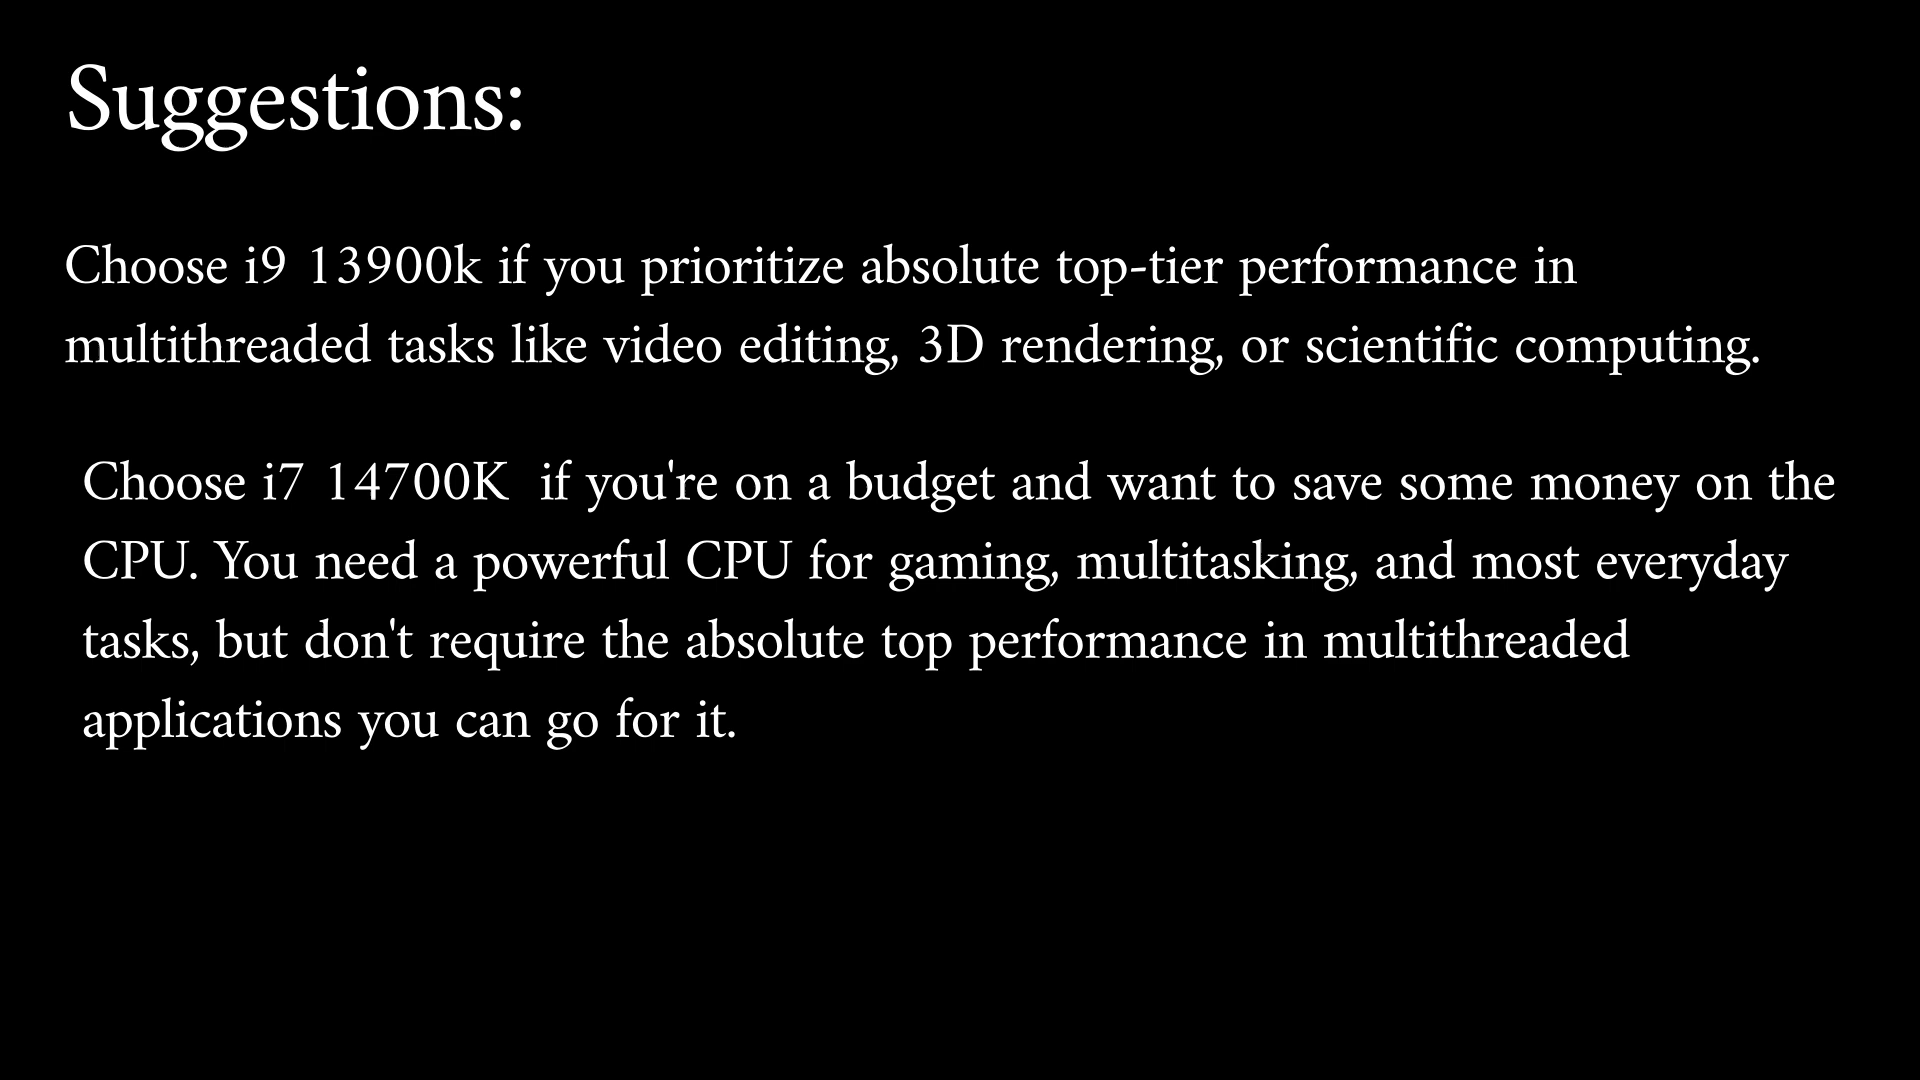 Suggestions:
Choose i9 13900k if you prioritize absolute top-tier performance in
multithreaded tasks like video editing, 3D rendering, or scientific computing.
Choose i7 14700K  if you're on a budget and want to save some money on the
CPU. You need a powerful CPU for gaming, multitasking, and most everyday
tasks, but don't require the absolute top performance in multithreaded
applications you can go for it.